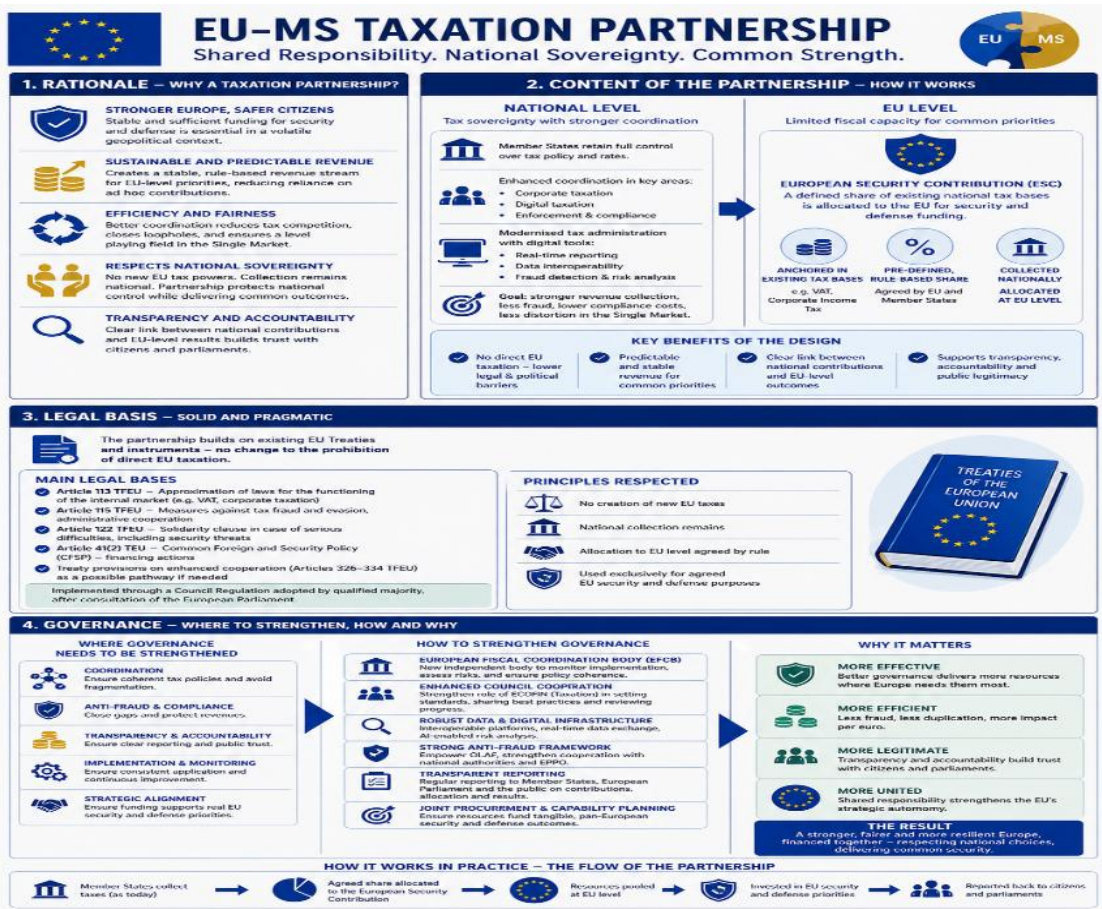 EU-MS TAXATION PARTNERSHIP
Shared Responsibility. National Sovereignty. Common Strength.
EU
MS
1. RATIONALE – WHY A TAXATION PARTNERSHIP?
STRONGER EUROPE, SAFER CITIZENS
Stable and sufficient funding for security
and defense is essential in a volatile
geopolitical context.
SUSTAINABLE AND PREDICTABLE REVENUE
Creates a stable, rule-based revenue stream
for EU-level priorities, reducing reliance on
ad hoc contributions.
EFFICIENCY AND FAIRNESS
Better coordination reduces tax competition,
closes loopholes, and ensures a level
playing field in the Single Market.
RESPECTS NATIONAL SOVEREIGNTY
No new EU tax powers. Collection remains
national. Partnership protects national
control while delivering common outcomes.
TRANSPARENCY AND ACCOUNTABILITY
Clear link between national contributions
and EU-level results builds trust with
citizens and parliaments.
2. CONTENT OF THE PARTNERSHIP – HOW IT WORKS
NATIONAL LEVEL
Tax sovereignty with stronger coordination
Member States retain full control
over tax policy and rates.
Enhanced coordination in key areas:
• Corporate taxation
• Digital taxation
• Enforcement & compliance
Modernised tax administration
with digital tools:
• Real-time reporting
• Data interoperability
• Fraud detection & risk analysis
Goal: stronger revenue collection,
less fraud, lower compliance costs,
less distortion in the Single Market.
EU LEVEL
Limited fiscal capacity for common priorities
EUROPEAN SECURITY CONTRIBUTION (ESC)
A defined share of existing national tax bases
is allocated to the EU for security and
defense funding.
ANCHORED IN
EXISTING TAX BASES
e.g. VAT,
Corporate Income
Tax
%
PRE-DEFINED,
RULE-BASED SHARE
Agreed by EU and
Member States
COLLECTED
NATIONALLY
ALLOCATED
AT EU LEVEL
KEY BENEFITS OF THE DESIGN
No direct EU
taxation – lower
legal & political
barriers
Predictable
and stable
revenue for
common priorities
Clear link between
national contributions
and EU-level
outcomes
Supports transparency,
accountability and
public legitimacy
3. LEGAL BASIS – SOLID AND PRAGMATIC
The partnership builds on existing EU Treaties
and instruments – no change to the prohibition
of direct EU taxation.
MAIN LEGAL BASES
Article 113 TFEU – Approximation of laws for the functioning
of the internal market (e.g. VAT, corporate taxation)
Article 115 TFEU – Measures against tax fraud and evasion,
administrative cooperation
Article 122 TFEU – Solidarity clause in case of serious
difficulties, including security threats
Article 41(2) TEU – Common Foreign and Security Policy
(CFSP) – financing actions
Treaty provisions on enhanced cooperation (Articles 326–334 TFEU)
as a possible pathway if needed
Implemented through a Council Regulation adopted by qualified majority,
after consultation of the European Parliament
PRINCIPLES RESPECTED
No creation of new EU taxes
National collection remains
Allocation to EU level agreed by rule
Used exclusively for agreed
EU security and defense purposes
TREATIES
OF THE
EUROPEAN
UNION
4. GOVERNANCE – WHERE TO STRENGTHEN, HOW AND WHY
WHERE GOVERNANCE
NEEDS TO BE STRENGTHENED
COORDINATION
Ensure coherent tax policies and avoid
fragmentation.
ANTI-FRAUD & COMPLIANCE
Close gaps and protect revenues.
TRANSPARENCY & ACCOUNTABILITY
Ensure clear reporting and public trust.
IMPLEMENTATION & MONITORING
Ensure consistent application and
continuous improvement.
STRATEGIC ALIGNMENT
Ensure funding supports real EU
security and defense priorities.
HOW TO STRENGTHEN GOVERNANCE
EUROPEAN FISCAL COORDINATION BODY (EFCB)
New independent body to monitor implementation,
assess risks, and ensure policy coherence.
ENHANCED COUNCIL COOPERATION
Strengthen role of ECOFIN (Taxation) in setting
standards, sharing best practices and reviewing
progress.
ROBUST DATA & DIGITAL INFRASTRUCTURE
Interoperable platforms, real-time data exchange,
AI-enabled risk analysis.
STRONG ANTI-FRAUD FRAMEWORK
Empower OLAF, strengthen cooperation with
national authorities and EPPO.
TRANSPARENT REPORTING
Regular reporting to Member States, European
Parliament and the public on contributions,
allocation and results.
JOINT PROCUREMENT & CAPABILITY PLANNING
Ensure resources fund tangible, pan-European
security and defense outcomes.
WHY IT MATTERS
MORE EFFECTIVE
Better governance delivers more resources
where Europe needs them most.
MORE EFFICIENT
Less fraud, less duplication, more impact
per euro.
MORE LEGITIMATE
Transparency and accountability build trust
with citizens and parliaments.
MORE UNITED
Shared responsibility strengthens the EU's
strategic autonomy.
THE RESULT
A stronger, fairer and more resilient Europe,
financed together – respecting national choices,
delivering common security.
HOW IT WORKS IN PRACTICE – THE FLOW OF THE PARTNERSHIP
Member States collect
taxes (as today)
Agreed share allocated
to the European Security
Contribution
Resources pooled
at EU level
Invested in EU security
and defense priorities
Reported back to citizens
and parliaments